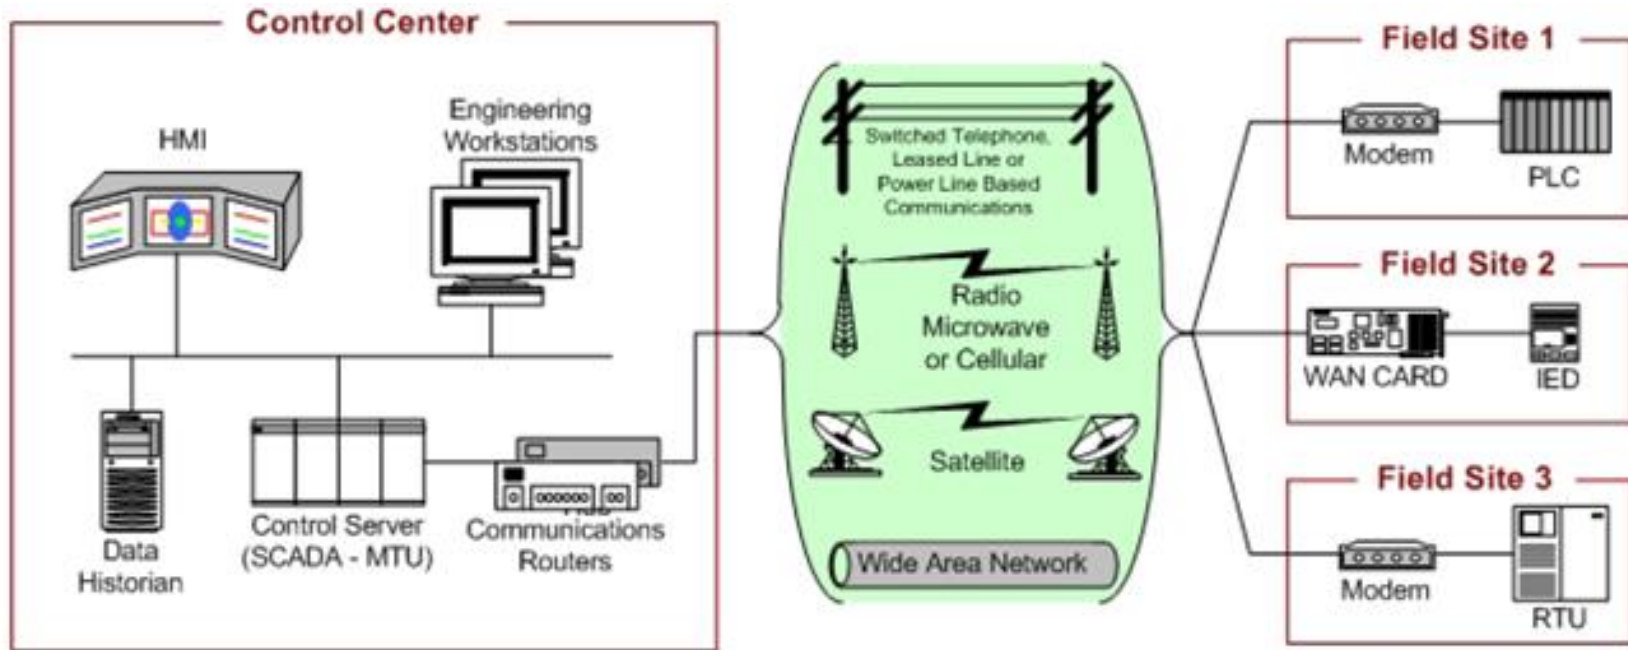 Control Center
HMI
Engineering
Workstations
Data
Historian
Control Server
(SCADA - MTU)
Communications
Routers
Switched Telephone,
Leased Line or
Power Line Based
Communications
Radio
Microwave
or Cellular
Satellite
Wide Area Network
Field Site 1
Modem
PLC
Field Site 2
WAN CARD
IED
Field Site 3
Modem
RTU